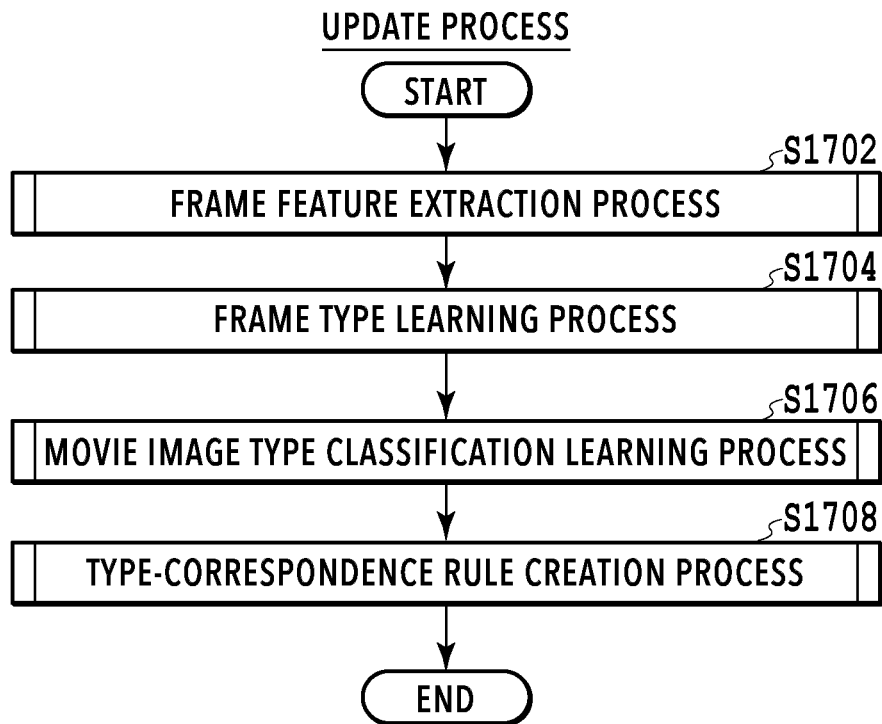 UPDATE PROCESS
START
S1702
FRAME FEATURE EXTRACTION PROCESS
S1704
FRAME TYPE LEARNING PROCESS
S1706
MOVIE IMAGE TYPE CLASSIFICATION LEARNING PROCESS
S1708
TYPE-CORRESPONDENCE RULE CREATION PROCESS
END